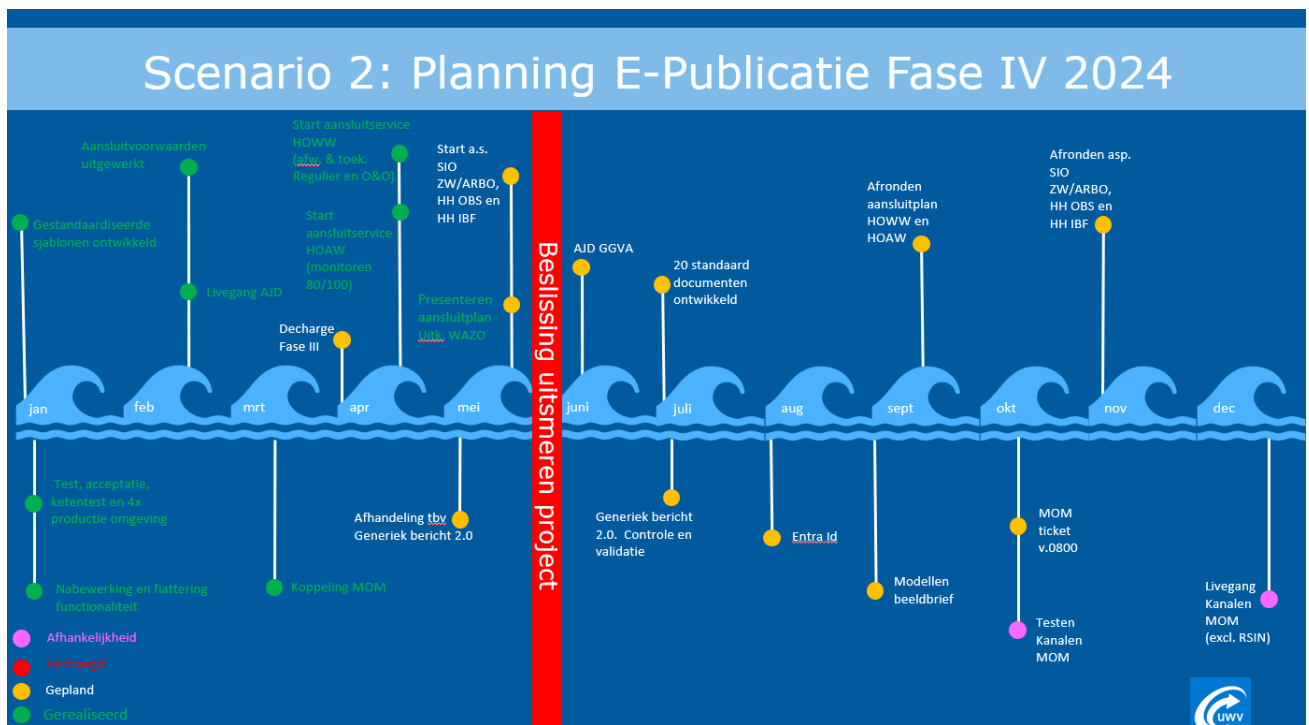 Scenario 2: Planning E-Publicatie Fase IV 2024
Aansluitvoorwaarden
uitgewerkt
Start aansluitservice
HOWW
(afw. & toek.
Regulier en O&O)
Start a.s.
SIO
ZW/ARBO,
HH OBS en
HH IBF
Gestandaardiseerde
sjablonen ontwikkeld
Livegang AJD
Start
aansluitservice
HOAW
(monitoren
80/100)
Decharge
Fase III
Presenteren
aansluitplan
Uitk. WAZO
Beslissing uitsmeren project
AJD GGVA
20 standaard
documenten
ontwikkeld
Afronden
aansluitplan
HOWW en
HOAW
Afronden asp.
SIO
ZW/ARBO,
HH OBS en
HH IBF
jan
feb
mrt
apr
mei
juni
juli
aug
sept
okt
nov
dec
Test, acceptatie,
ketentest en 4x
productie omgeving
Nabewerking en fiattering
functionaliteit
Koppeling MOM
Afhandeling tbv
Generiek bericht 2.0
Generiek bericht
2.0. Controle en
validatie
Entra Id
Modellen
beeldbrief
MOM
ticket
v.0800
Testen
Kanalen
MOM
Livegang
Kanalen
MOM
(excl. RSIN)
Afhankelijkheid
Vertraagd
Gepland
Gerealiseerd
uwv